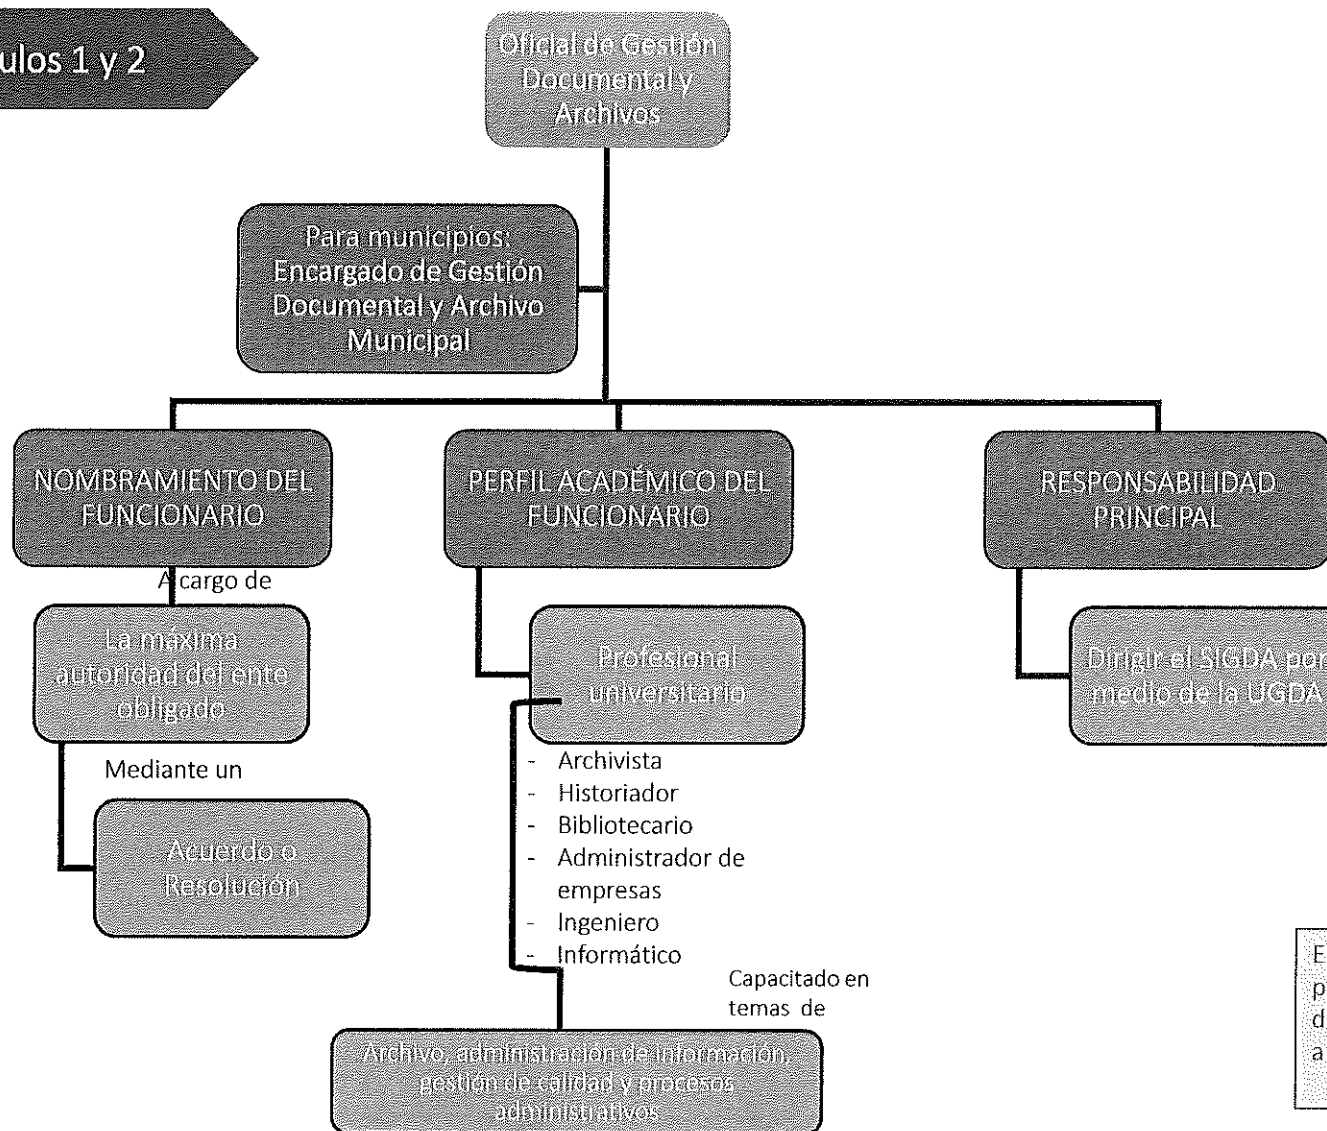 ulos 1 y 2
Oficial de Gestión
Documental y
Archivos
Para municipios:
Encargado de Gestión
Documental y Archivo
Municipal
NOMBRAMIENTO DEL
FUNCIONARIO
A cargo de
La máxima
autoridad del ente
obligado
Mediante un
Acuerdo o
Resolución
PERFIL ACADÉMICO DEL
FUNCIONARIO
Profesional
universitario
- Archivista
- Historiador
- Bibliotecario
- Administrador de
empresas
- Ingeniero
- Informático
Capacitado en
temas de
Archivo, administración de información,
gestión de calidad y procesos
administrativos
RESPONSABILIDAD
PRINCIPAL
Dirigir el SIGDA por
medio de la UGDA
E
p
d
a